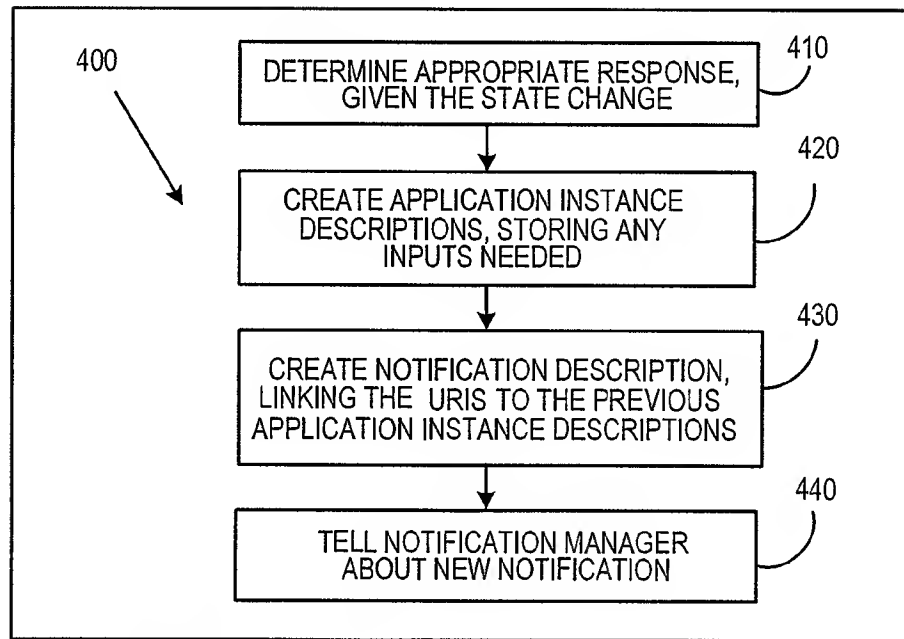 400
410
DETERMINE APPROPRIATE RESPONSE,
GIVEN THE STATE CHANGE
420
CREATE APPLICATION INSTANCE
DESCRIPTIONS, STORING ANY
INPUTS NEEDED
430
CREATE NOTIFICATION DESCRIPTION,
LINKING THE URIS TO THE PREVIOUS
APPLICATION INSTANCE DESCRIPTIONS
440
TELL NOTIFICATION MANAGER
ABOUT NEW NOTIFICATION